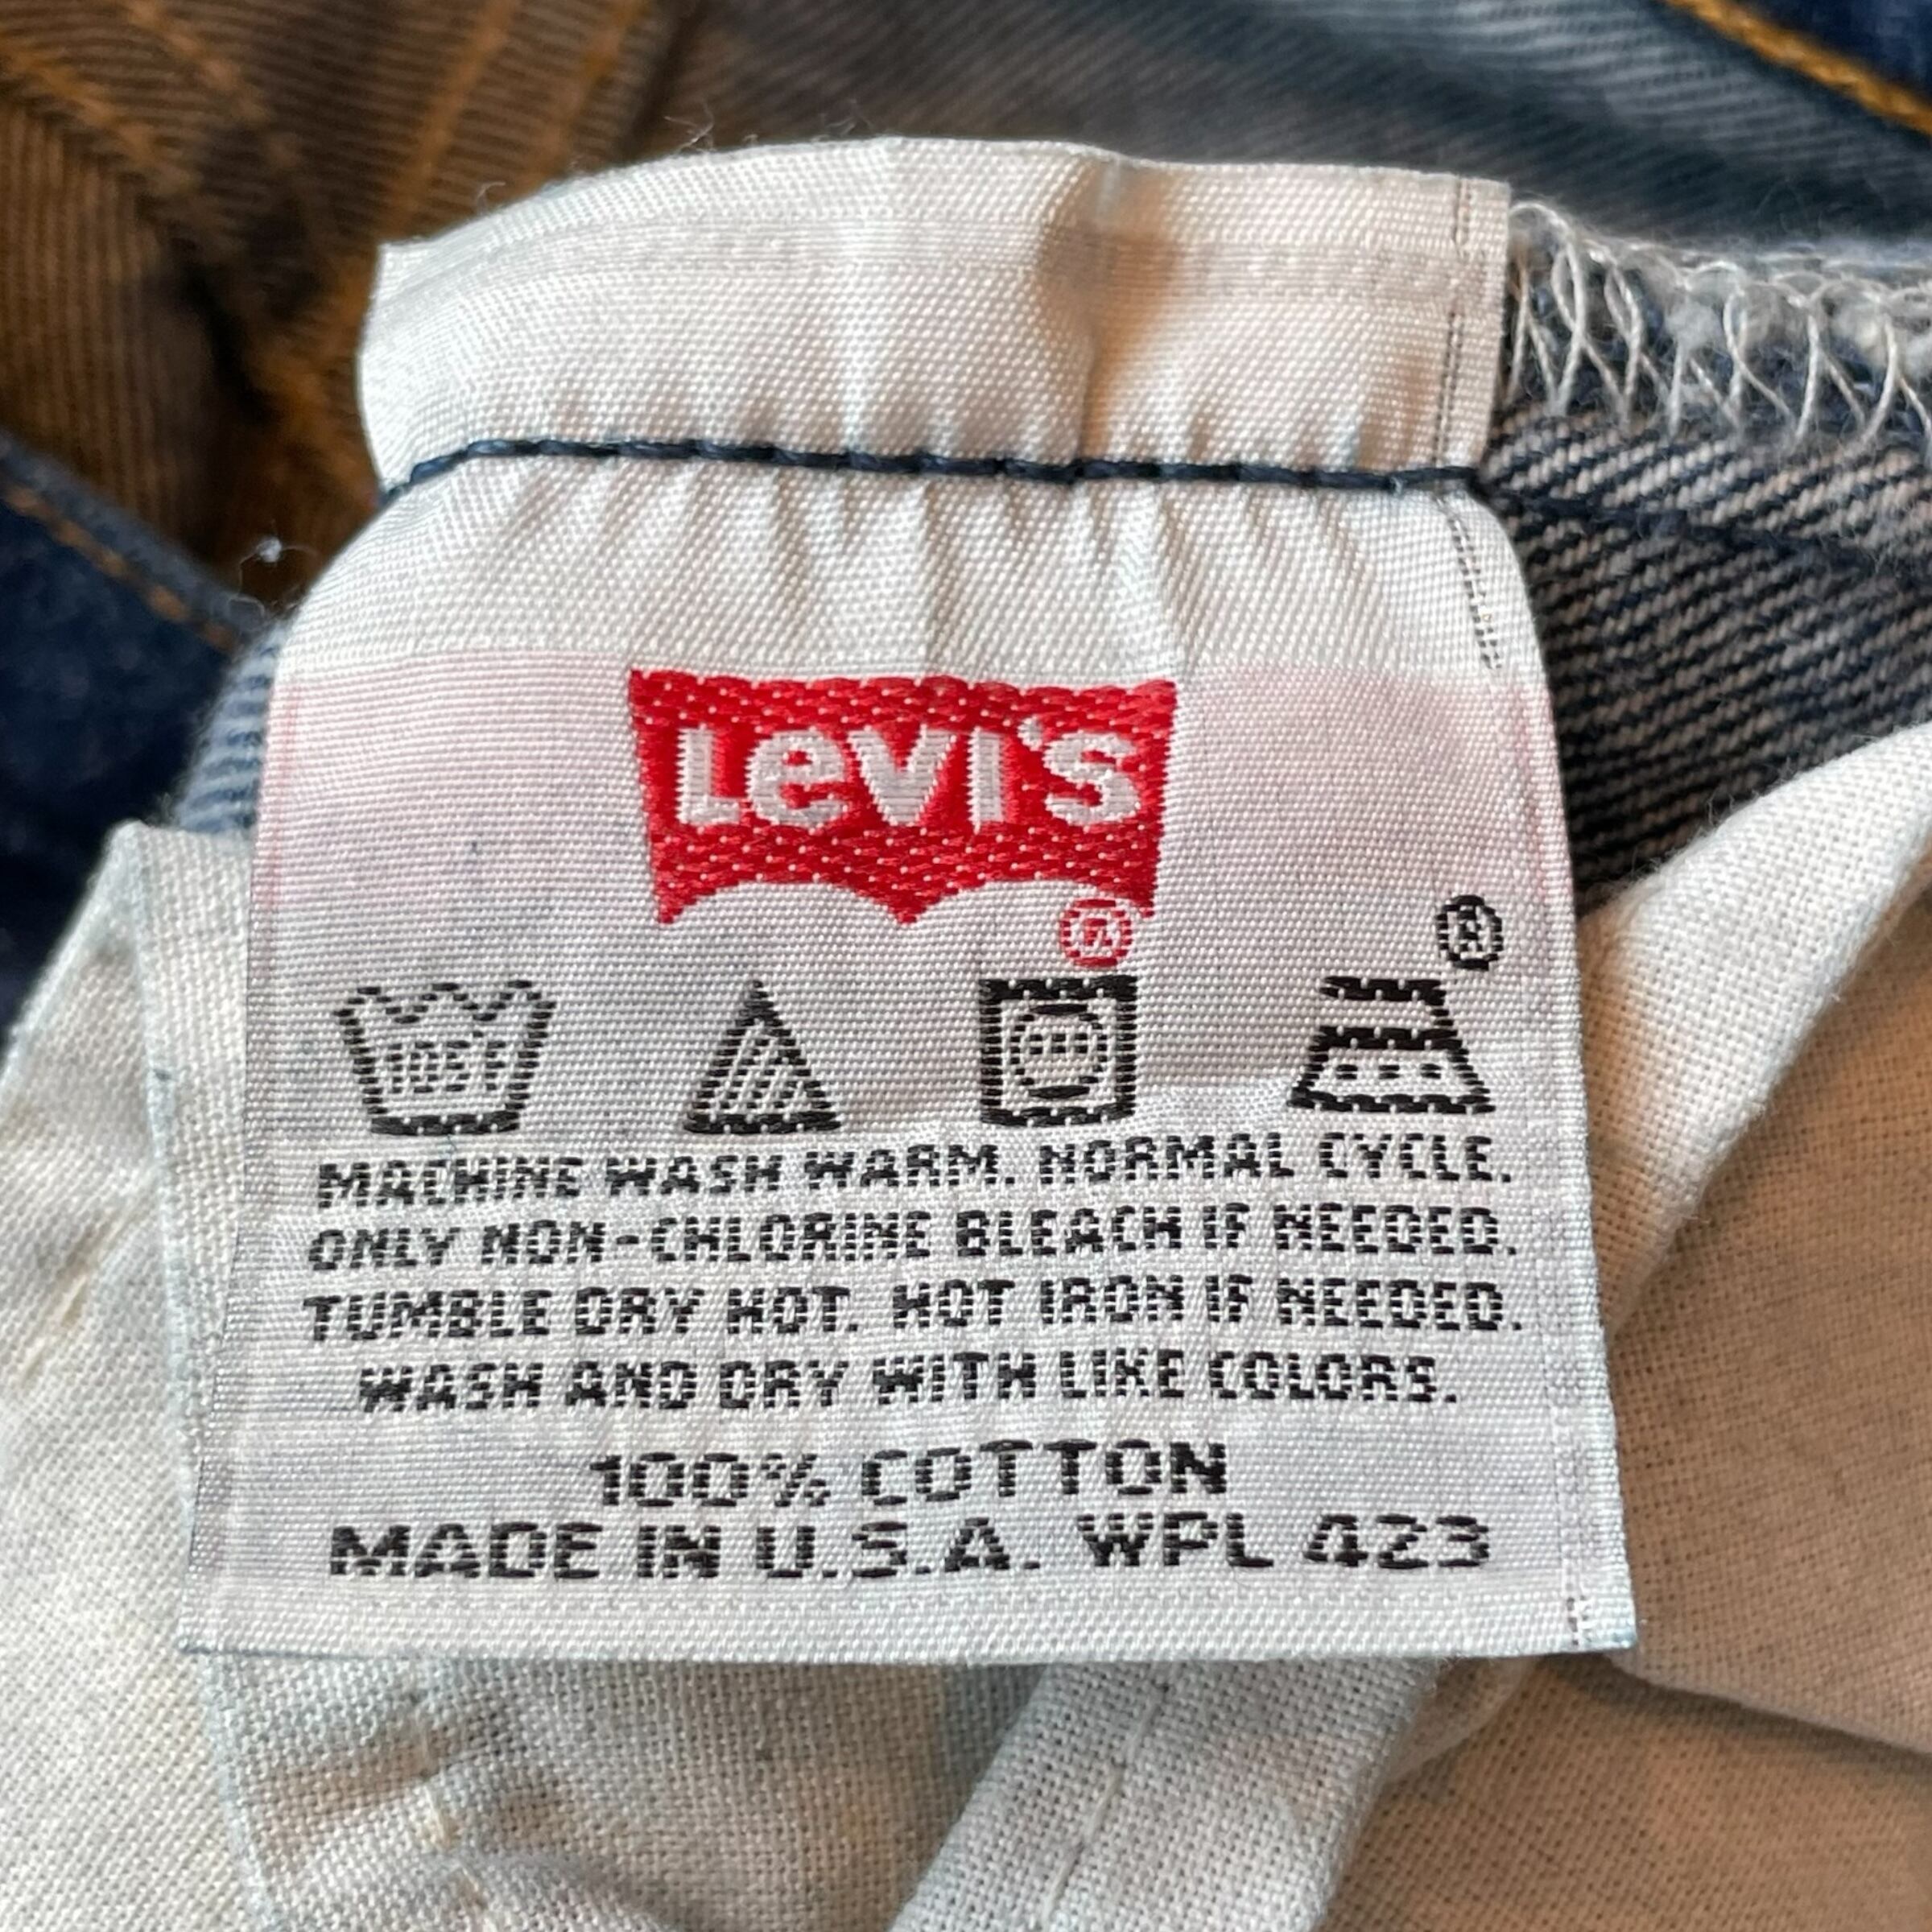 LEVI'S
®
®
105F
MACHINE WASH WARM. NORMAL CYCLE.
ONLY NON-CHLORINE BLEACH IF NEEDED.
TUMBLE DRY HOT. HOT IRON IF NEEDED.
WASH AND DRY WITH LIKE COLORS.
100% COTTON
MADE IN U.S.A. WPL 423